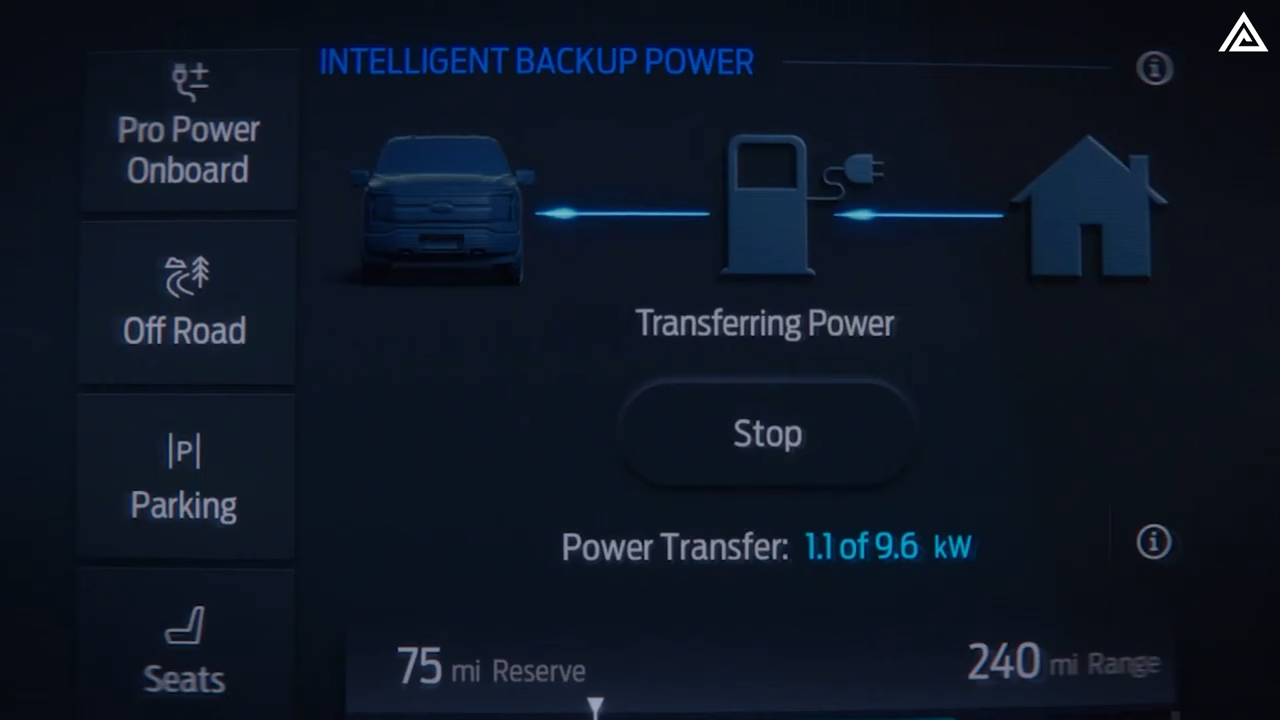 INTELLIGENT BACKUP POWER
Pro Power
Onboard
Off Road
Transferring Power
Stop
|P|
Parking
Power Transfer: 1.1 of 9.6 kW
Seats
75 mi Reserve
240 mi Range